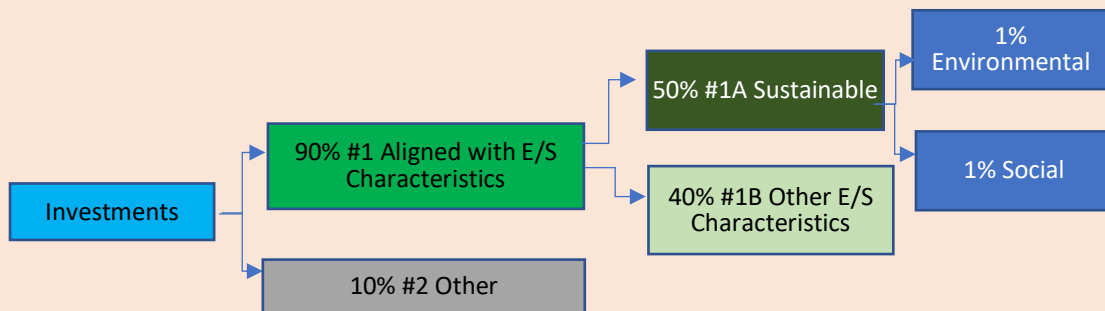 Investments
90% #1 Aligned with E/S
Characteristics
10% #2 Other
50% #1A Sustainable
40% #1B Other E/S
Characteristics
1%
Environmental
1% Social